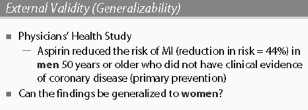 External Validity (Generalizability)
Physicians' Health Study
– Aspirin reduced the risk of MI (reduction in risk = 44%) in
men 50 years or older who did not have clinical evidence
of coronary disease (primary prevention)
Can the findings be generalized to women?